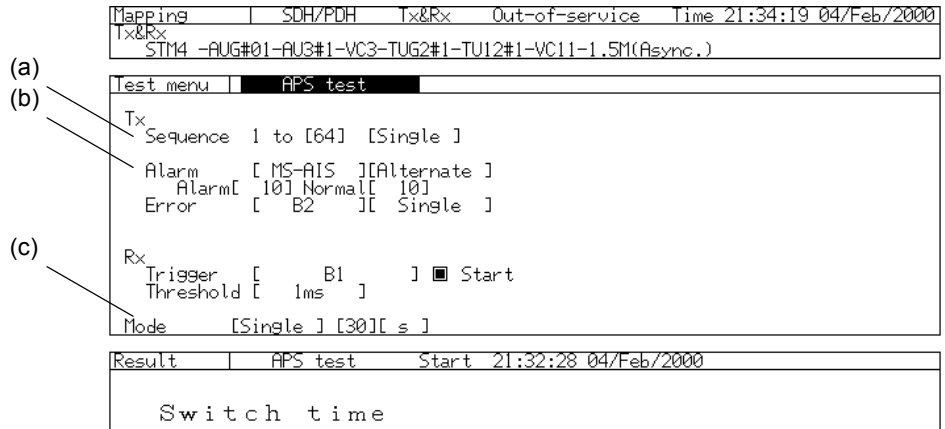 Mapping SDH/PDH Tx&Rx Out-of-service Time 21:34:19 04/Feb/2000
Tx&Rx
STM4 -AUG#01-AU3#1-VC3-TUG2#1-TU12#1-VC11-1.5M(Async.)
(a)
Test menu APS test
(b)
Tx
Sequence 1 to [64] [Single ]
Alarm [ MS-AIS ][Alternate ]
Alarm[ 10] Normal[ 10]
Error [ B2 ][ Single ]
(c)
Rx
Trigger [ B1 ] ▣ Start
Threshold [ 1ms ]
Mode [Single ] [30][ s ]
Result APS test Start 21:32:28 04/Feb/2000
Switch time